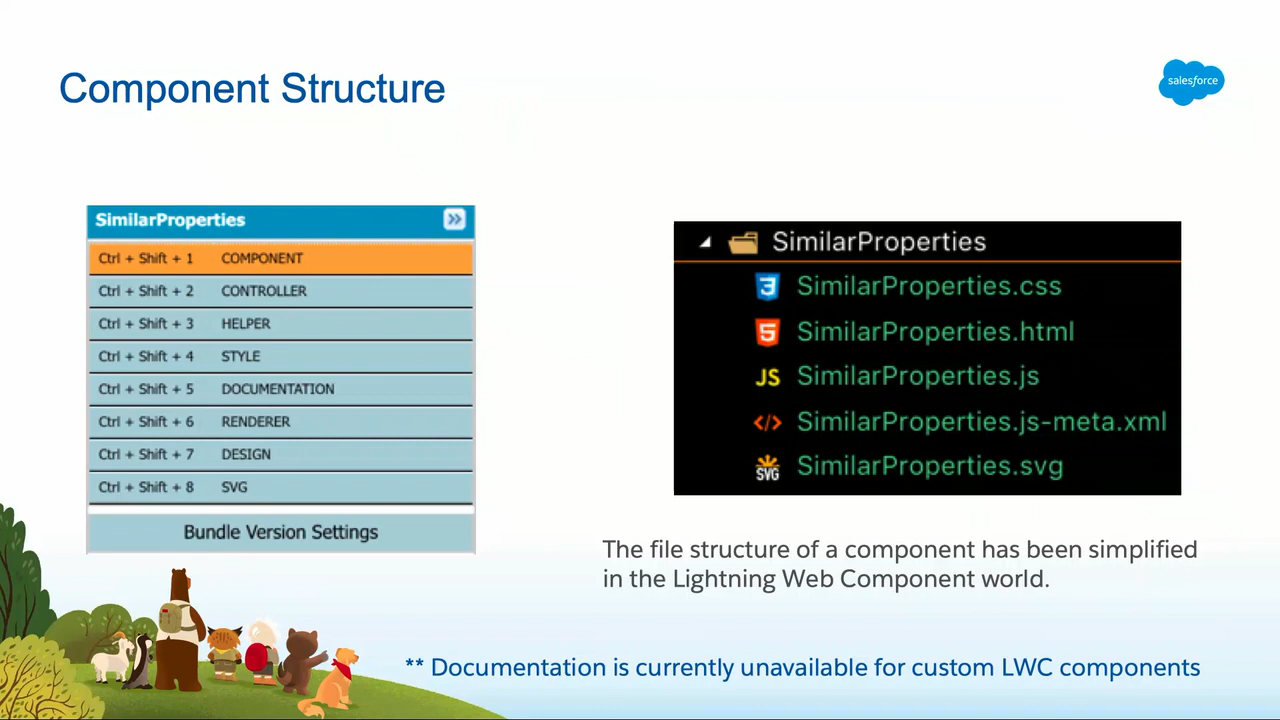 Component Structure
salesforce
SimilarProperties
Ctrl + Shift + 1 COMPONENT
Ctrl + Shift + 2 CONTROLLER
Ctrl + Shift + 3 HELPER
Ctrl + Shift + 4 STYLE
Ctrl + Shift + 5 DOCUMENTATION
Ctrl + Shift + 6 RENDERER
Ctrl + Shift + 7 DESIGN
Ctrl + Shift + 8 SVG
Bundle Version Settings
SimilarProperties
3 SimilarProperties.css
5 SimilarProperties.html
JS SimilarProperties.js
</> SimilarProperties.js-meta.xml
SVG SimilarProperties.svg
The file structure of a component has been simplified
in the Lightning Web Component world.
** Documentation is currently unavailable for custom LWC components